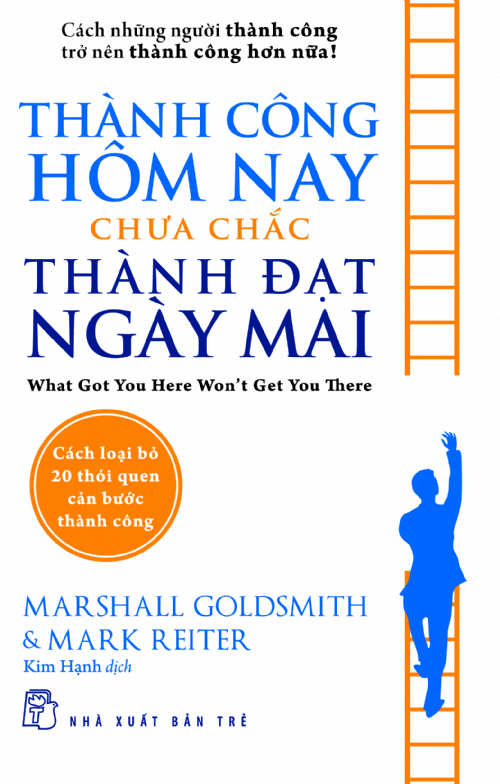 Cách những người thành công
trở nên thành công hơn nữa!
THÀNH CÔNG
HÔM NAY
CHƯA CHẮC
THÀNH ĐẠT
NGÀY MAI
What Got You Here Won't Get You There
Cách loại bỏ
20 thói quen
cản bước
thành công
MARSHALL GOLDSMITH
& MARK REITER
Kim Hạnh dịch
NHÀ XUẤT BẢN TRẺ